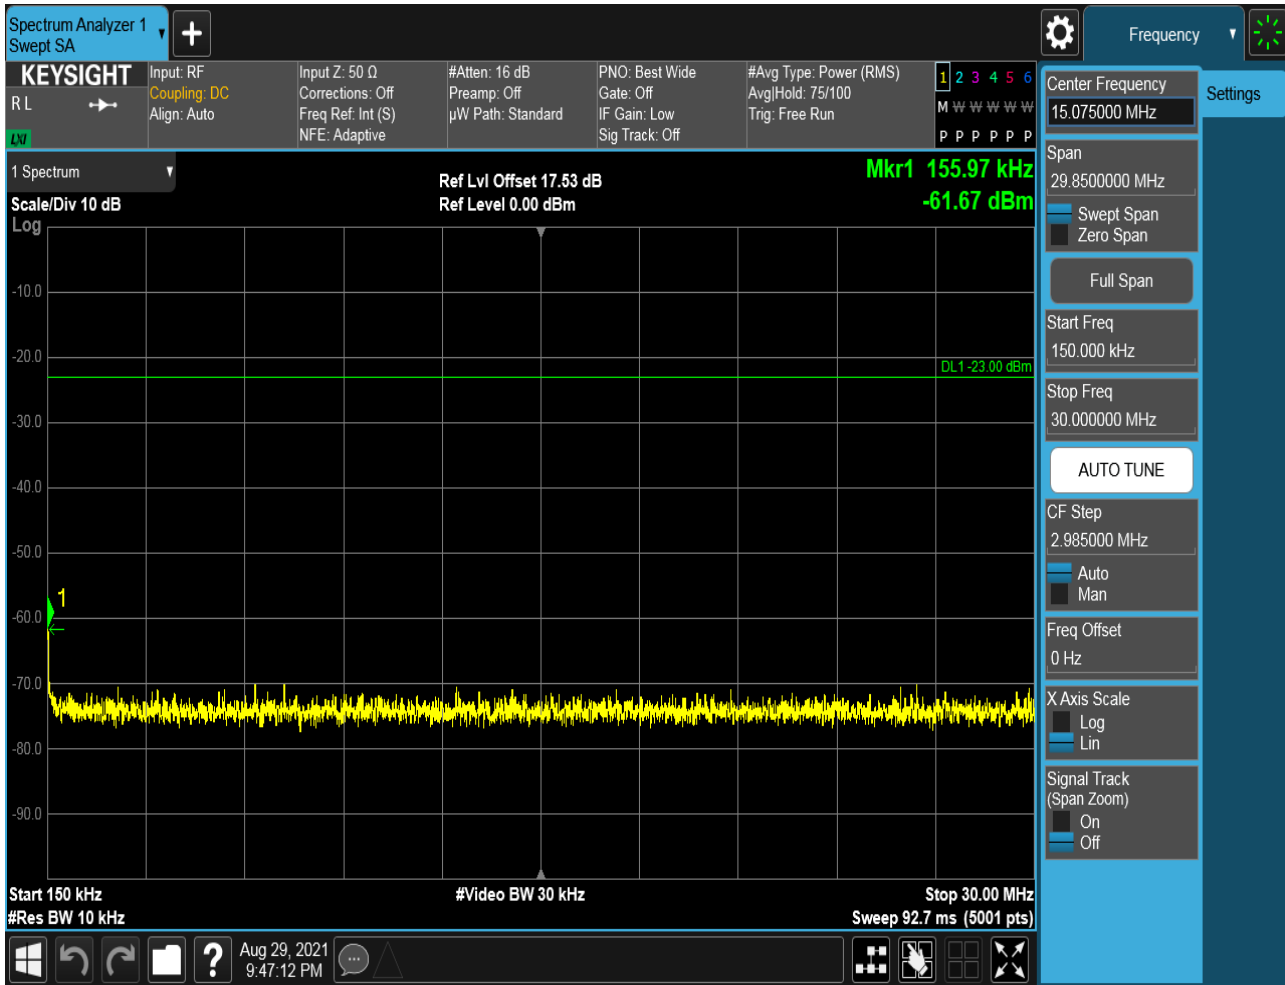 Spectrum Analyzer 1
Swept SA
Frequency
KEYSIGHT
R L
LXI
Input: RF
Coupling: DC
Align: Auto
Input Z: 50 Ω
Corrections: Off
Freq Ref: Int (S)
NFE: Adaptive
#Atten: 16 dB
Preamp: Off
µW Path: Standard
PNO: Best Wide
Gate: Off
IF Gain: Low
Sig Track: Off
#Avg Type: Power (RMS)
Avg|Hold: 75/100
Trig: Free Run
1 2 3 4 5 6
M W W W W W
P P P P P P
1 Spectrum
Scale/Div 10 dB
Log
Ref Lvl Offset 17.53 dB
Ref Level 0.00 dBm
Mkr1 155.97 kHz
-61.67 dBm
-10.0
-20.0
DL1 -23.00 dBm
-30.0
-40.0
-50.0
1
-60.0
-70.0
-80.0
-90.0
Start 150 kHz
#Video BW 30 kHz
Stop 30.00 MHz
#Res BW 10 kHz
Sweep 92.7 ms (5001 pts)
?
Aug 29, 2021
9:47:12 PM
Center Frequency
15.075000 MHz
Settings
Span
29.8500000 MHz
Swept Span
Zero Span
Full Span
Start Freq
150.000 kHz
Stop Freq
30.000000 MHz
AUTO TUNE
CF Step
2.985000 MHz
Auto
Man
Freq Offset
0 Hz
X Axis Scale
Log
Lin
Signal Track
(Span Zoom)
On
Off